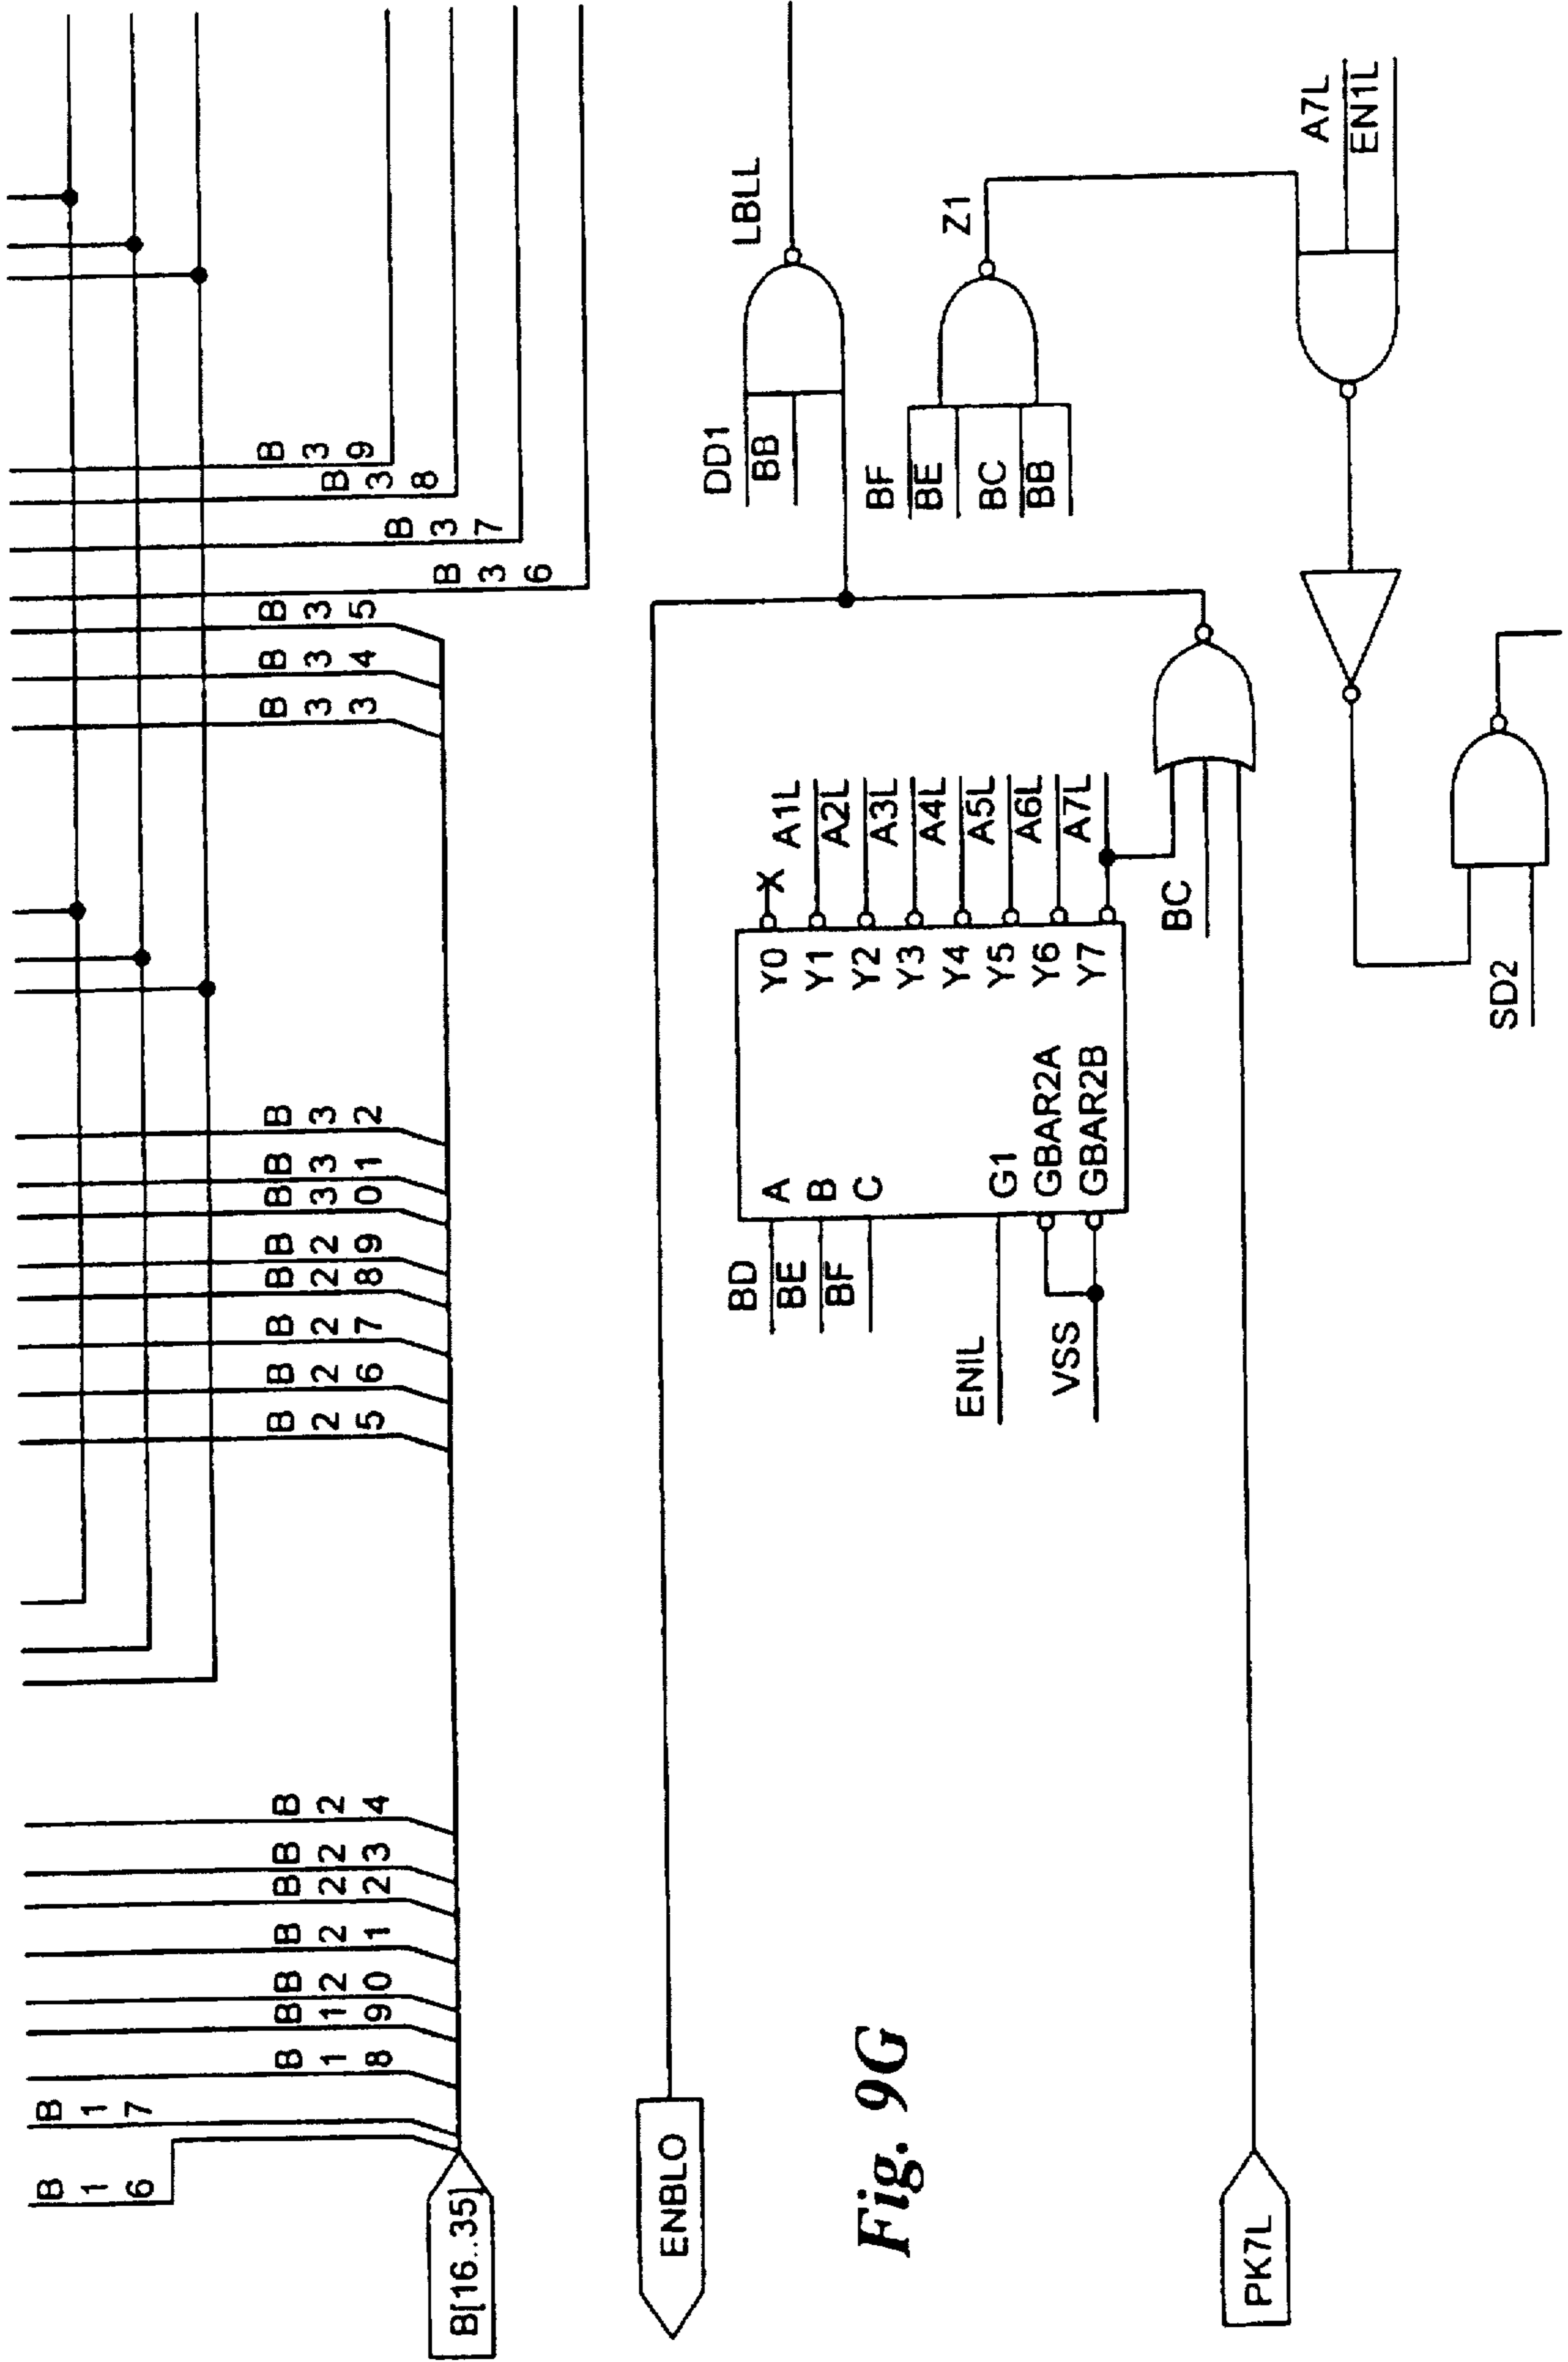 B16
B17
B18
B19
B20
B21
B22
B23
B24
B25
B26
B27
B28
B29
B30
B31
B32
B33
B34
B35
B36
B37
B38
B39
B[16..35]
ENBLO
DD1
BB
LBLL
BF
BE
BC
BB
Z1
BD
BE
BF
A
B
C
ENIL
G1
VSS
GBAR2A
GBAR2B
Y0
Y1
Y2
Y3
Y4
Y5
Y6
Y7
X
A1L
A2L
A3L
A4L
A5L
A6L
A7L
BC
PK7L
A7L
EN1L
SD2
Fig. 9G